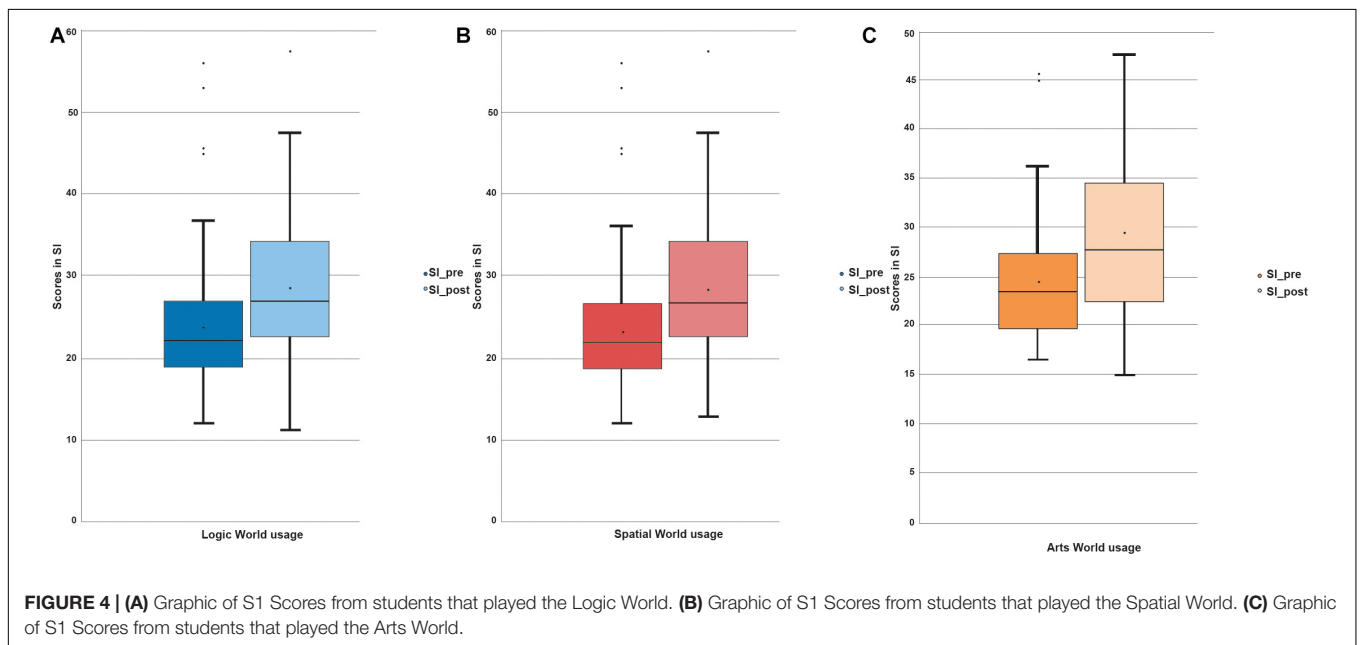 A
60
50
40
30
20
10
0
Scores in SI
Logic World usage
SI_pre
SI_post
B
60
50
40
30
20
10
0
Scores in SI
Spatial World usage
SI_pre
SI_post
C
50
45
40
35
30
25
20
15
10
5
0
Scores in SI
Arts World usage
SI_pre
SI_post
FIGURE 4 | (A) Graphic of S1 Scores from students that played the Logic World. (B) Graphic of S1 Scores from students that played the Spatial World. (C) Graphic
of S1 Scores from students that played the Arts World.